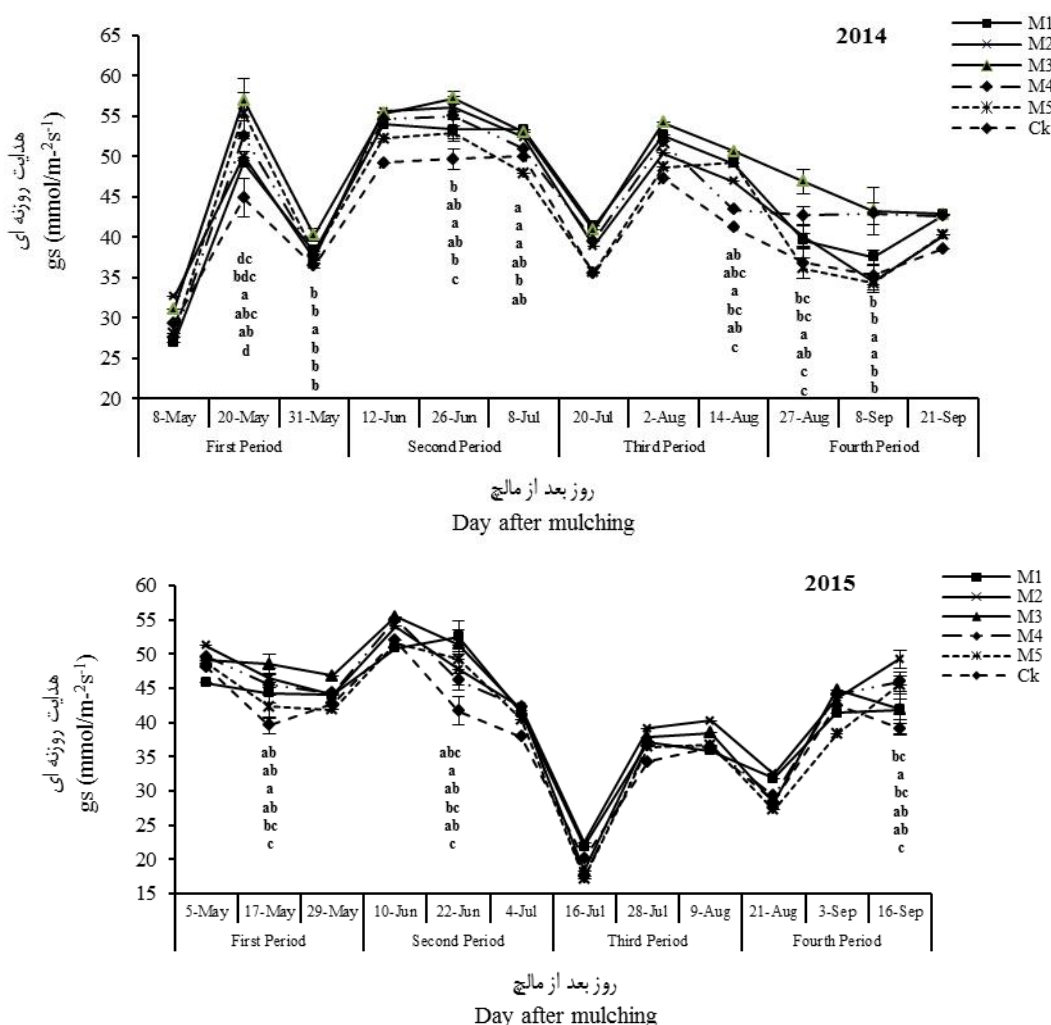 2014
M1
M2
M3
M4
M5
Ck
هدایت روزنه ای
gs (mmol/m-²s⁻¹)
65
60
55
50
45
40
35
30
25
20
dc
bdc
a
abc
ab
d
b
b
a
b
b
b
b
ab
a
ab
b
c
a
a
a
ab
b
ab
ab
abc
a
bc
ab
c
bc
bc
a
ab
c
c
b
b
a
a
b
b
8-May 20-May 31-May 12-Jun 26-Jun 8-Jul 20-Jul 2-Aug 14-Aug 27-Aug 8-Sep 21-Sep
First Period Second Period Third Period Fourth Period
روز بعد از مالچ
Day after mulching
2015
M1
M2
M3
M4
M5
Ck
هدایت روزنه ای
gs (mmol/m-²s⁻¹)
60
55
50
45
40
35
30
25
20
15
ab
ab
a
ab
bc
c
abc
a
ab
bc
ab
c
bc
a
bc
ab
ab
c
5-May 17-May 29-May 10-Jun 22-Jun 4-Jul 16-Jul 28-Jul 9-Aug 21-Aug 3-Sep 16-Sep
First Period Second Period Third Period Fourth Period
روز بعد از مالچ
Day after mulching